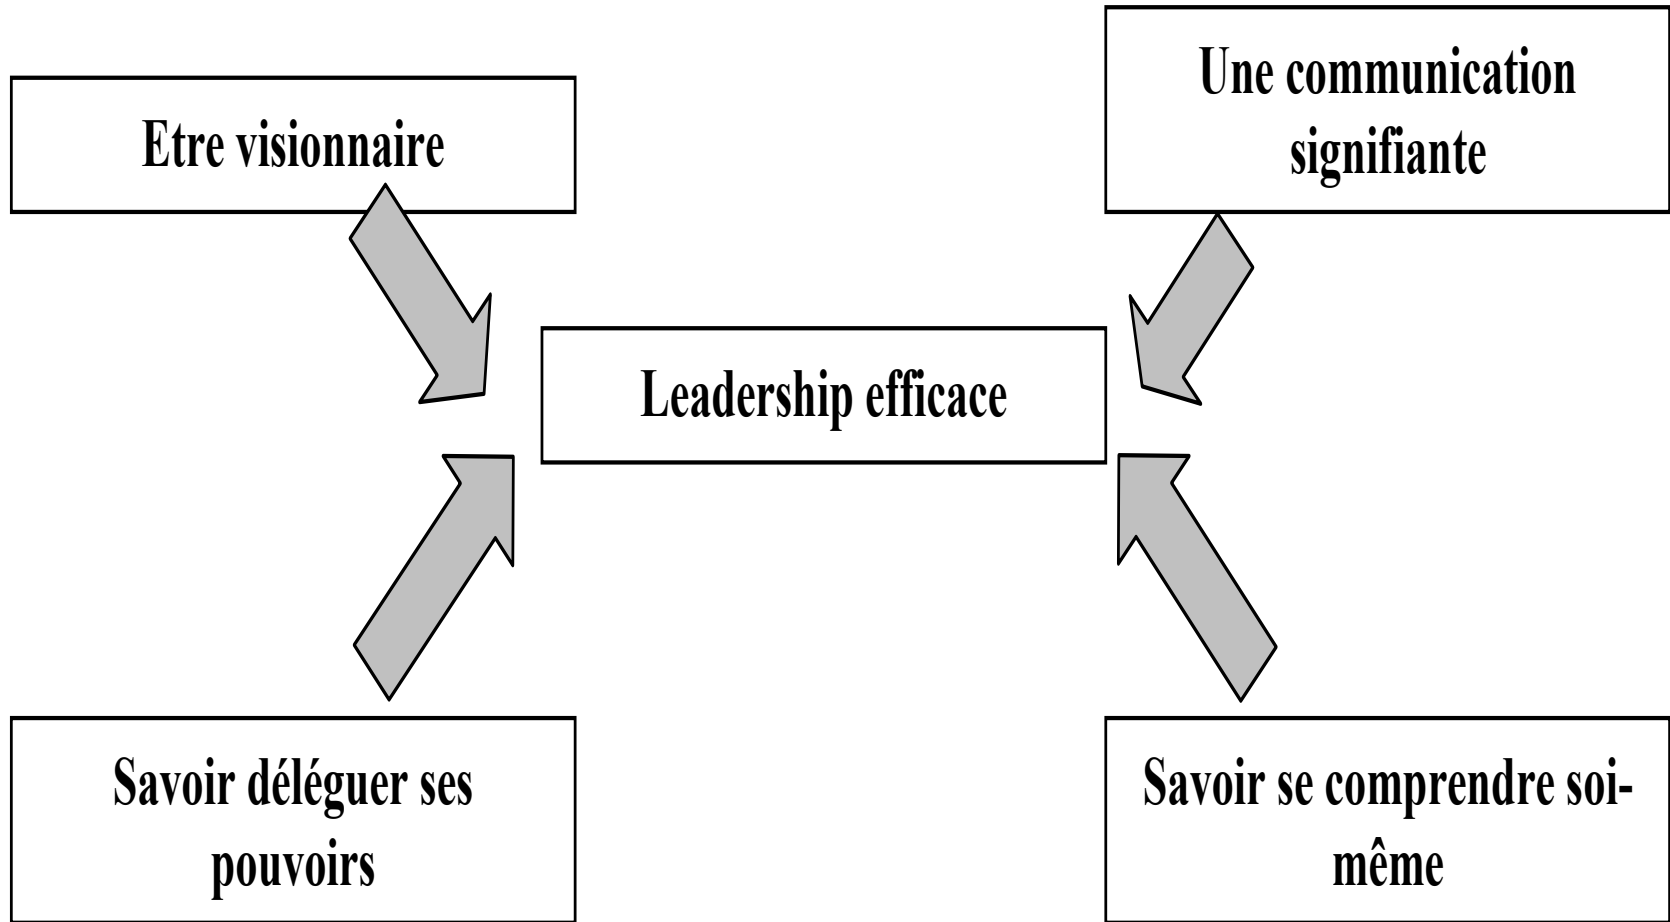 Etre visionnaire
Une communication
signifiante
Leadership efficace
Savoir déléguer ses
pouvoirs
Savoir se comprendre soi-
même